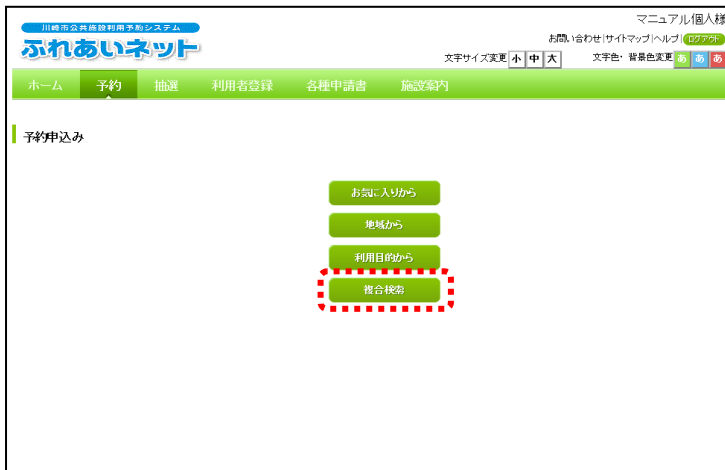 川崎市公共施設利用予約システム
ふれあいネット
マニュアル個人様
お問い合わせ|サイトマップ|ヘルプ|ログアウト
文字サイズ変更 小 中 大 文字色・背景色変更 あ あ あ
ホーム 予約 抽選 利用者登録 各種申請書 施設案内
予約申込み
お気に入りから
地域から
利用目的から
複合検索